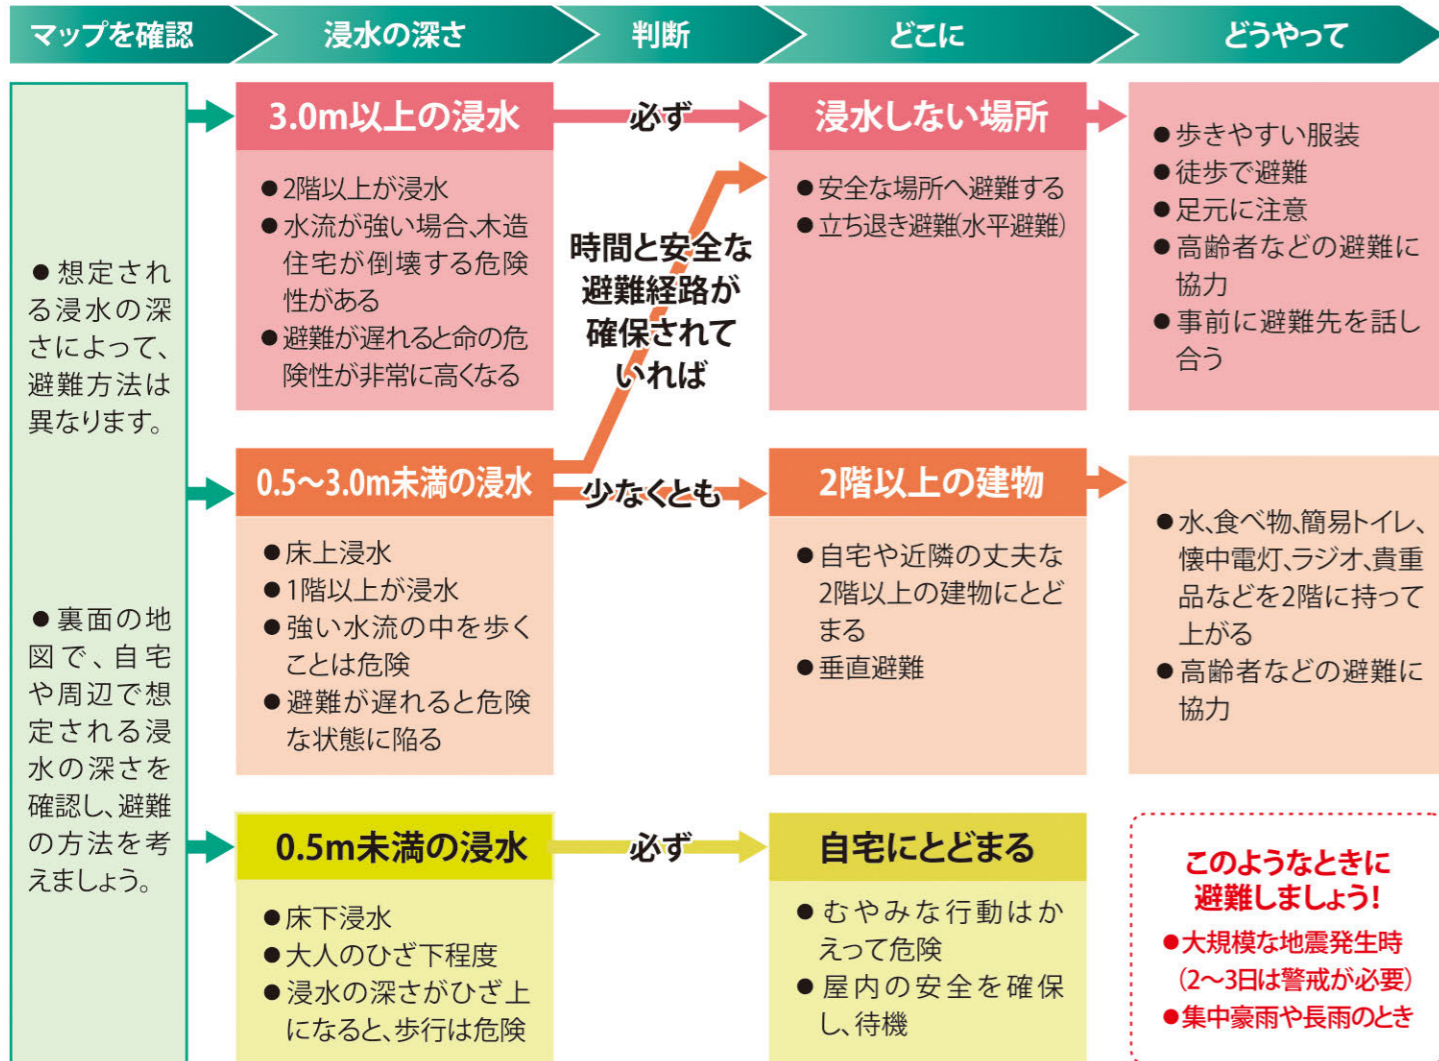 マップを確認
浸水の深さ
判断
どこに
どうやって
●想定され
る浸水の深
さによって、
避難方法は
異なります。
●裏面の地
図で、自宅
や周辺で想
定される浸
水の深さを
確認し、避難
の方法を考
えましょう。
3.0m以上の浸水
●2階以上が浸水
●水流が強い場合、木造
住宅が倒壊する危険
性がある
●避難が遅れると命の危
険性が非常に高くなる
必ず
浸水しない場所
●安全な場所へ避難する
●立ち退き避難(水平避難)
●歩きやすい服装
●徒歩で避難
●足元に注意
●高齢者などの避難に
協力
●事前に避難先を話し
合う
時間と安全な
避難経路が
確保されて
いれば
0.5〜3.0m未満の浸水
●床上浸水
●1階以上が浸水
●強い水流の中を歩く
ことは危険
●避難が遅れると危険
な状態に陥る
少なくとも
2階以上の建物
●自宅や近隣の丈夫な
2階以上の建物にとど
まる
●垂直避難
●水、食べ物、簡易トイレ、
懐中電灯、ラジオ、貴重
品などを2階に持って
上がる
●高齢者などの避難に
協力
0.5m未満の浸水
●床下浸水
●大人のひざ下程度
●浸水の深さがひざ上
になると、歩行は危険
必ず
自宅にとどまる
●むやみな行動はか
えって危険
●屋内の安全を確保
し、待機
このようなときに
避難しましょう!
●大規模な地震発生時
(2〜3日は警戒が必要)
●集中豪雨や長雨のとき